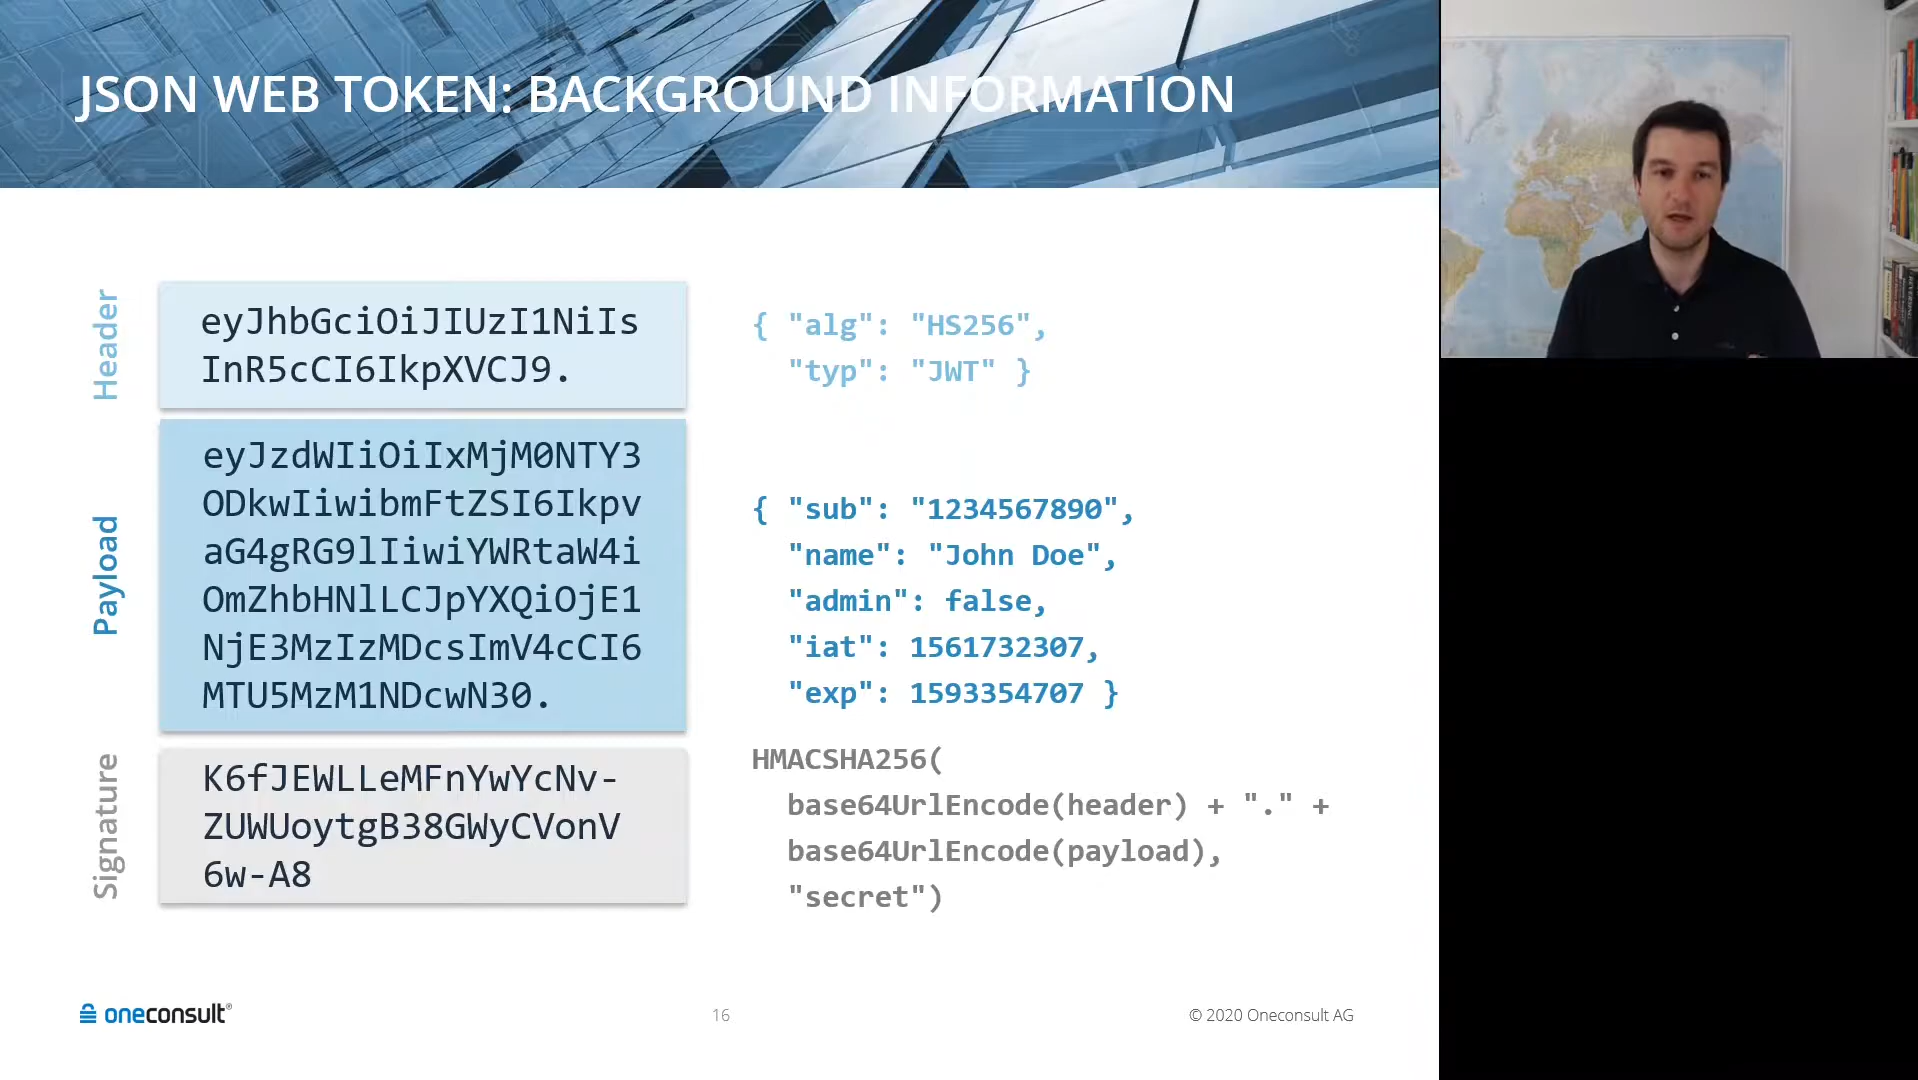 JSON WEB TOKEN: BACKGROUND INFORMATION
Header
eyJhbGciOiJIUzI1NiIs
InR5cCI6IkpXVCJ9.
{ "alg": "HS256",
"typ": "JWT" }
Payload
eyJzdWIiOiIxMjM0NTY3
ODkwIiwibmFtZSI6Ikpv
aG4gRG9lIiwiYWRtaW4i
OmZhbHNlLCJpYXQiOjE1
NjE3MzIzMDcsImV4cCI6
MTU5MzM1NDcwN30.
{ "sub": "1234567890",
"name": "John Doe",
"admin": false,
"iat": 1561732307,
"exp": 1593354707 }
Signature
K6fJEWLLeMFnYwYcNv-
ZUWUoytgB38GWyCVonV
6w-A8
HMACSHA256(
base64UrlEncode(header) + "." +
base64UrlEncode(payload),
"secret")
oneconsult®
16
© 2020 Oneconsult AG